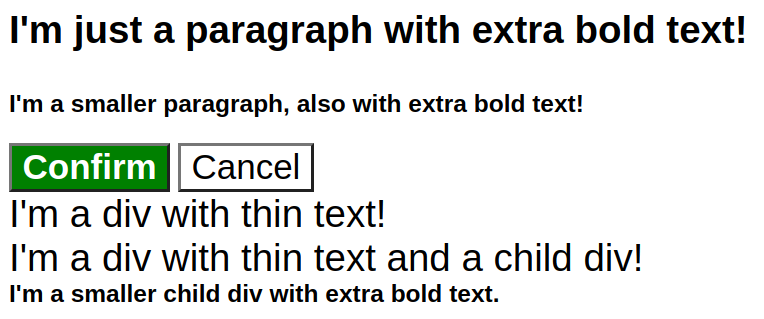 I'm just a paragraph with extra bold text!
I'm a smaller paragraph, also with extra bold text!
Confirm Cancel
I'm a div with thin text!
I'm a div with thin text and a child div!
I'm a smaller child div with extra bold text.